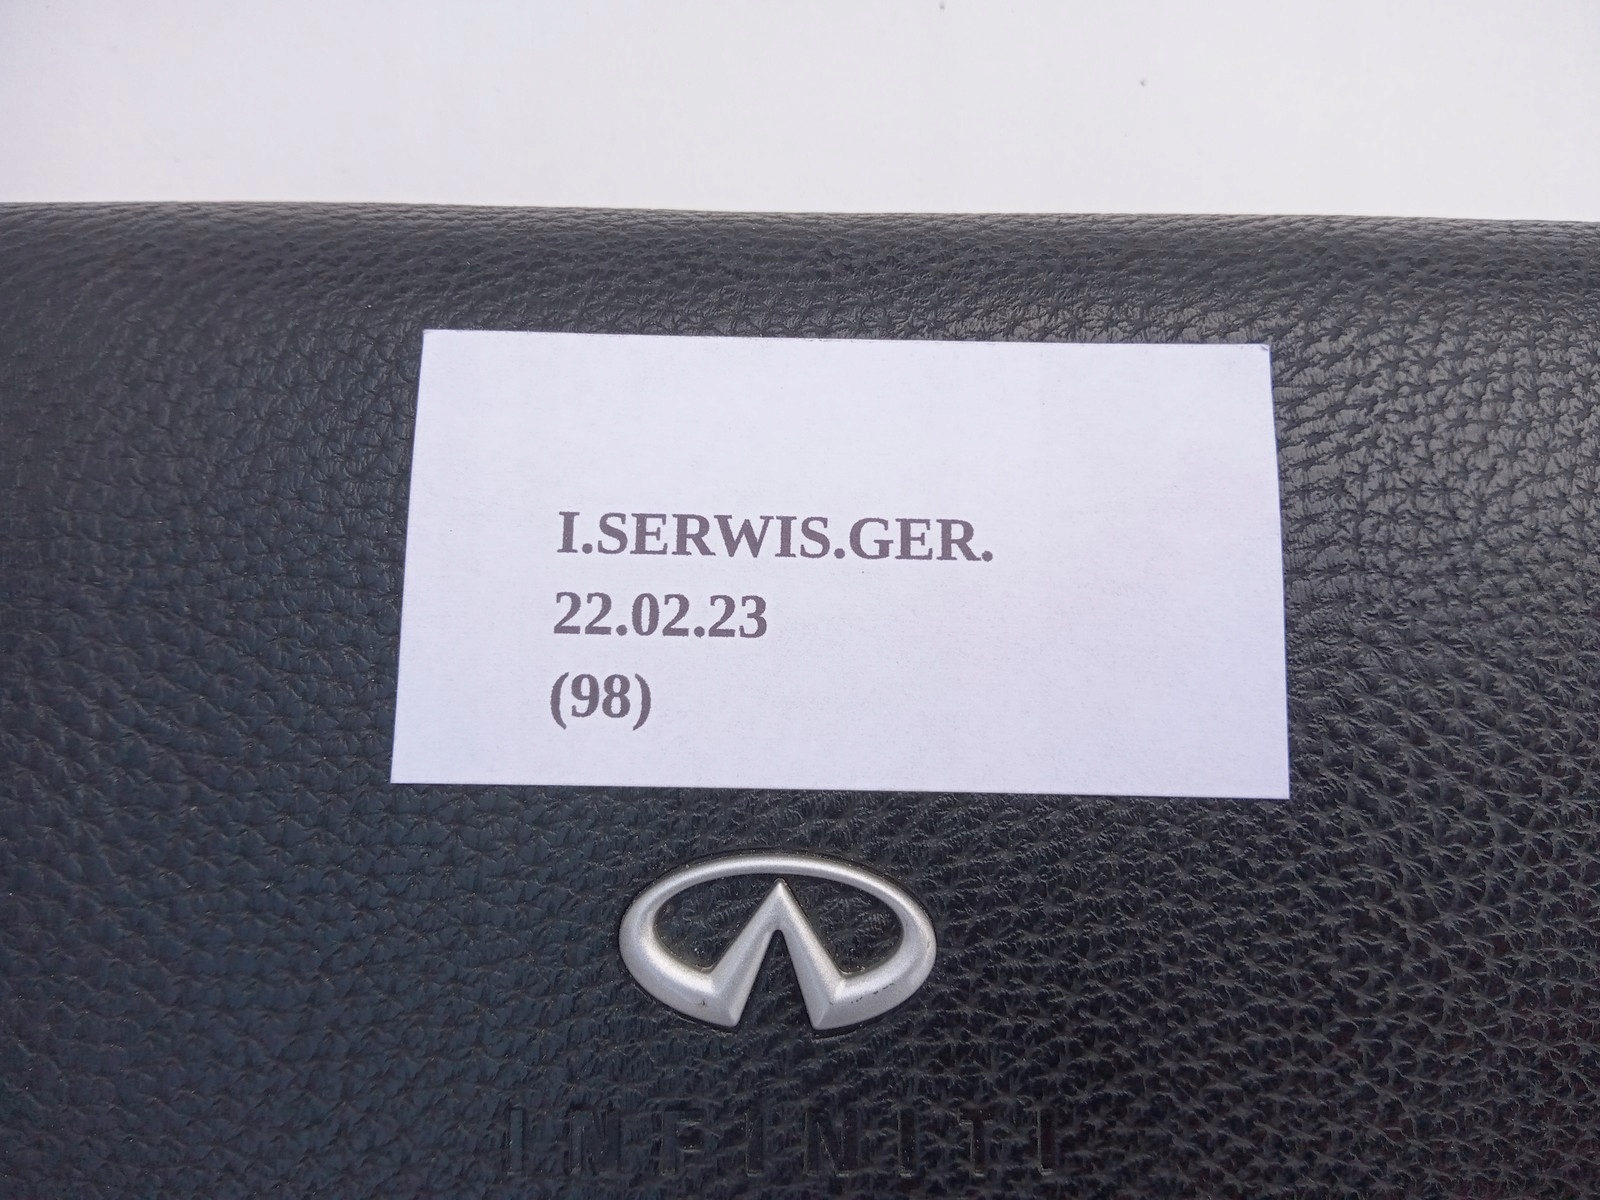 I.SERWIS.GER.
22.02.23
(98)
INFINITI